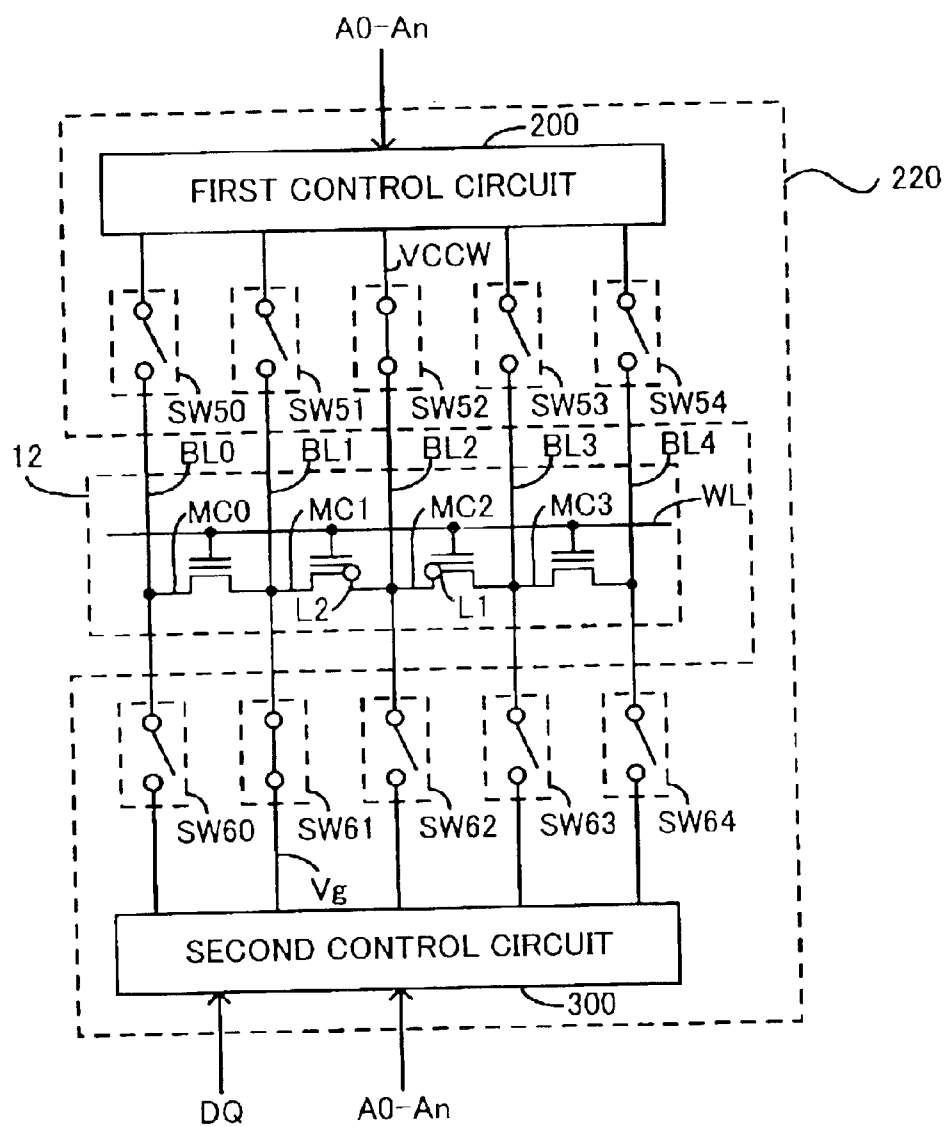 A0-An
200
FIRST CONTROL CIRCUIT
220
VCCW
SW50 SW51 SW52 SW53 SW54
12
BL0 BL1 BL2 BL3 BL4
MC0 MC1 MC2 MC3 WL
L2 L1
SW60 SW61 SW62 SW63 SW64
Vg
SECOND CONTROL CIRCUIT
300
DQ A0-An